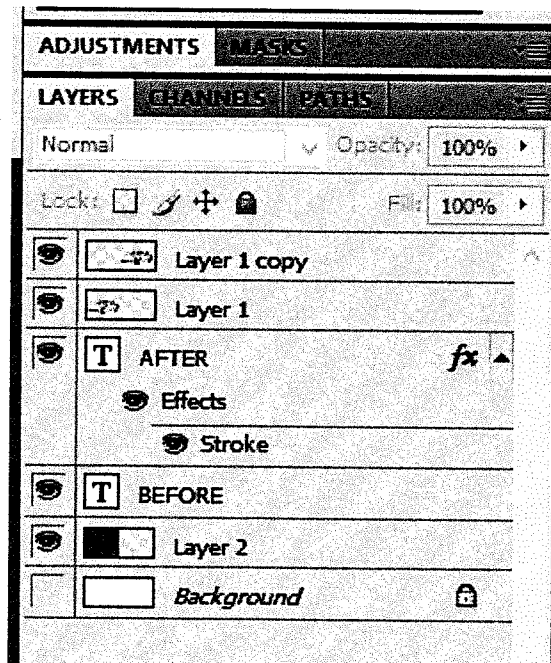 ADJUSTMENTS MASKS
LAYERS CHANNELS PATHS
Normal Opacity: 100%
Lock: Fill: 100%
Layer 1 copy
Layer 1
T AFTER fx
Effects
Stroke
T BEFORE
Layer 2
Background